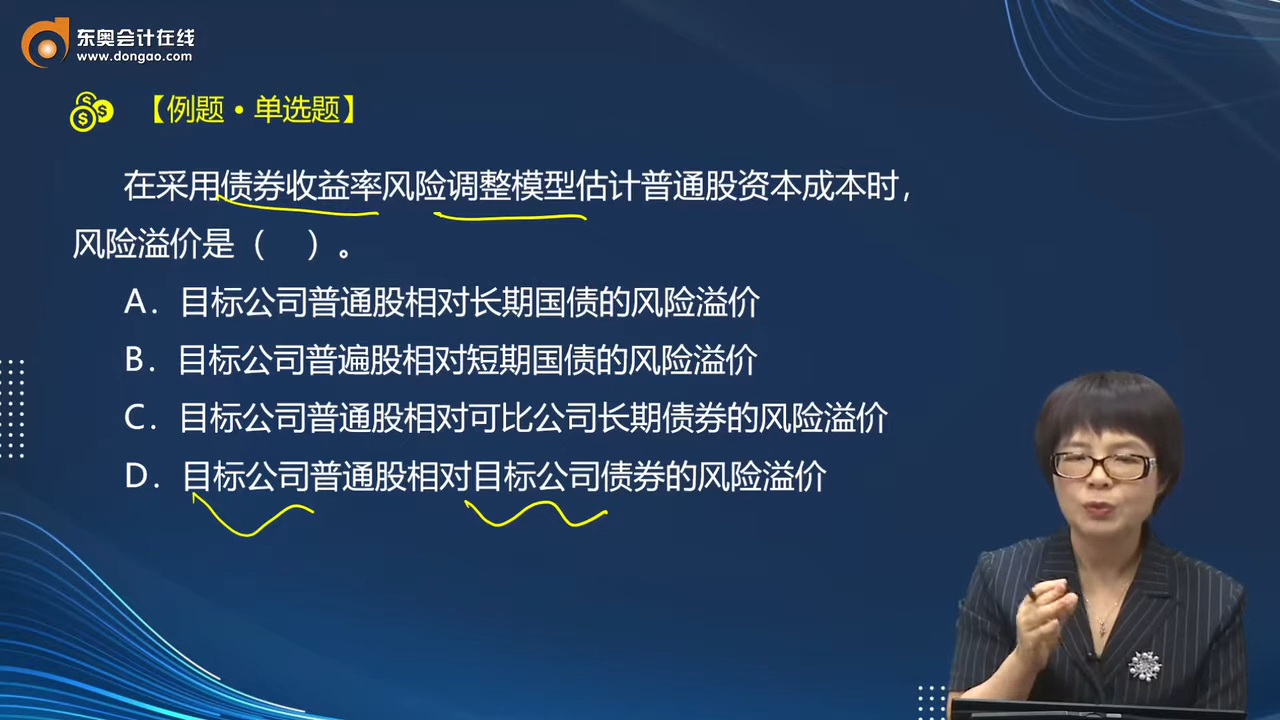 东奥会计在线
www.dongao.com
【例题·单选题】
在采用债券收益率风险调整模型估计普通股资本成本时，
风险溢价是（ ）。
A. 目标公司普通股相对长期国债的风险溢价
B. 目标公司普遍股相对短期国债的风险溢价
C. 目标公司普通股相对可比公司长期债券的风险溢价
D. 目标公司普通股相对目标公司债券的风险溢价